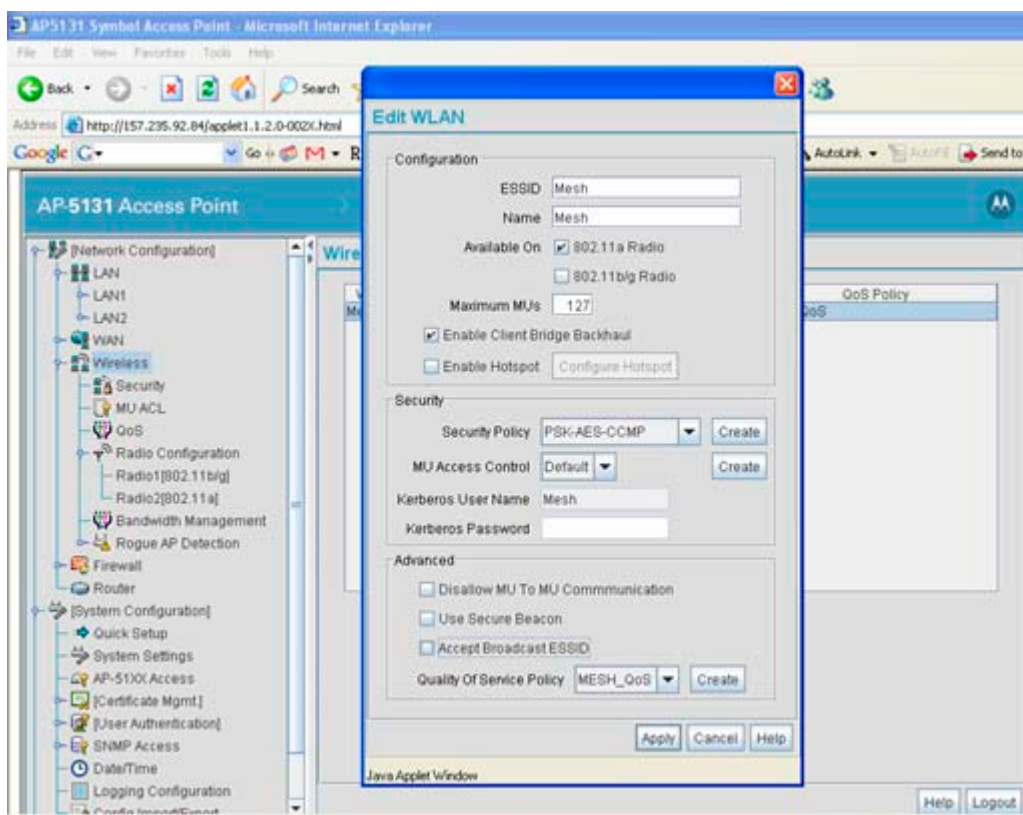 AP5131 Symbol Access Point - Microsoft Internet Explorer
File Edit View Favorites Tools Help
Back Search
Address http://157.235.92.84/applet1.1.2.0-002X.html
Google Go AutoLink AutoFill Send to
AP-5131 Access Point
[Network Configuration]
LAN
LAN1
LAN2
WAN
Wireless
Security
MU ACL
QoS
Radio Configuration
Radio1[802.11b/g]
Radio2[802.11a]
Bandwidth Management
Rogue AP Detection
Firewall
Router
[System Configuration]
Quick Setup
System Settings
AP-51XX Access
[Certificate Mgmt.]
[User Authentication]
SNMP Access
Date/Time
Logging Configuration
Config Import/Export
Wire
QoS Policy
Edit WLAN
Configuration
ESSID Mesh
Name Mesh
Available On 802.11a Radio
802.11b/g Radio
Maximum MUs 127
Enable Client Bridge Backhaul
Enable Hotspot Configure Hotspot
Security
Security Policy PSK-AES-CCMP Create
MU Access Control Default Create
Kerberos User Name Mesh
Kerberos Password
Advanced
Disallow MU To MU Commmunication
Use Secure Beacon
Accept Broadcast ESSID
Quality Of Service Policy MESH_QoS Create
Apply Cancel Help
Java Applet Window
Help Logout